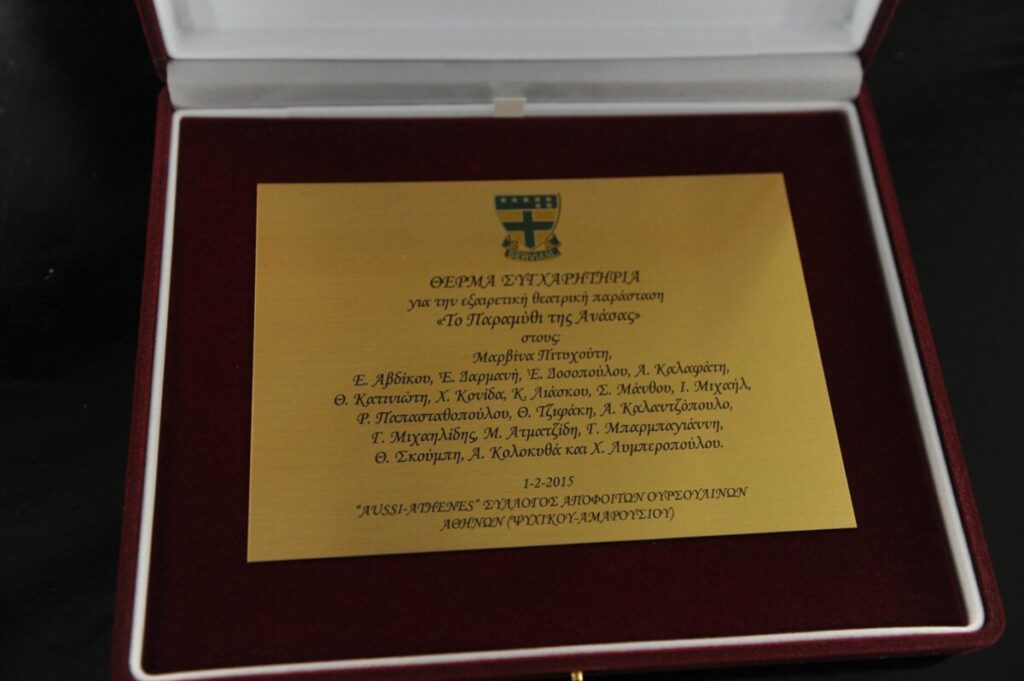 SERVIAM
ΘΕΡΜΑ ΣΥΓΧΑΡΗΤΗΡΙΑ
για την εξαιρετική θεατρική παράσταση
«Το Παραμύθι της Ανάσας»
στους:
Μαρβίνα Πιτυχούτη,
Ε. Αβδίκου, Έ. Δαρμανή, Έ. Δοσοπούλου, Α. Καλαφάτη,
Θ. Κατινιώτη, Χ. Κονίδα, Κ, Λιάσκου, Σ. Μάνθου, Ι. Μιχαήλ,
Ρ. Παπασταθοπούλου, Θ. Τζιφάκη, Α. Καλαντζόπουλο,
Γ. Μιχαηλίδης, Μ. Ατματζίδη, Γ. Μπαρμπαγιάννη,
Θ. Σκούμπη, Α. Κολοκυθά και Χ. Λυμπεροπούλου.
1-2-2015
"AUSSI-ATHENES" ΣΥΛΛΟΓΟΣ ΑΠΟΦΟΙΤΩΝ ΟΥΡΣΟΥΛΙΝΩΝ
ΑΘΗΝΩΝ (ΨΥΧΙΚΟΥ-ΑΜΑΡΟΥΣΙΟΥ)